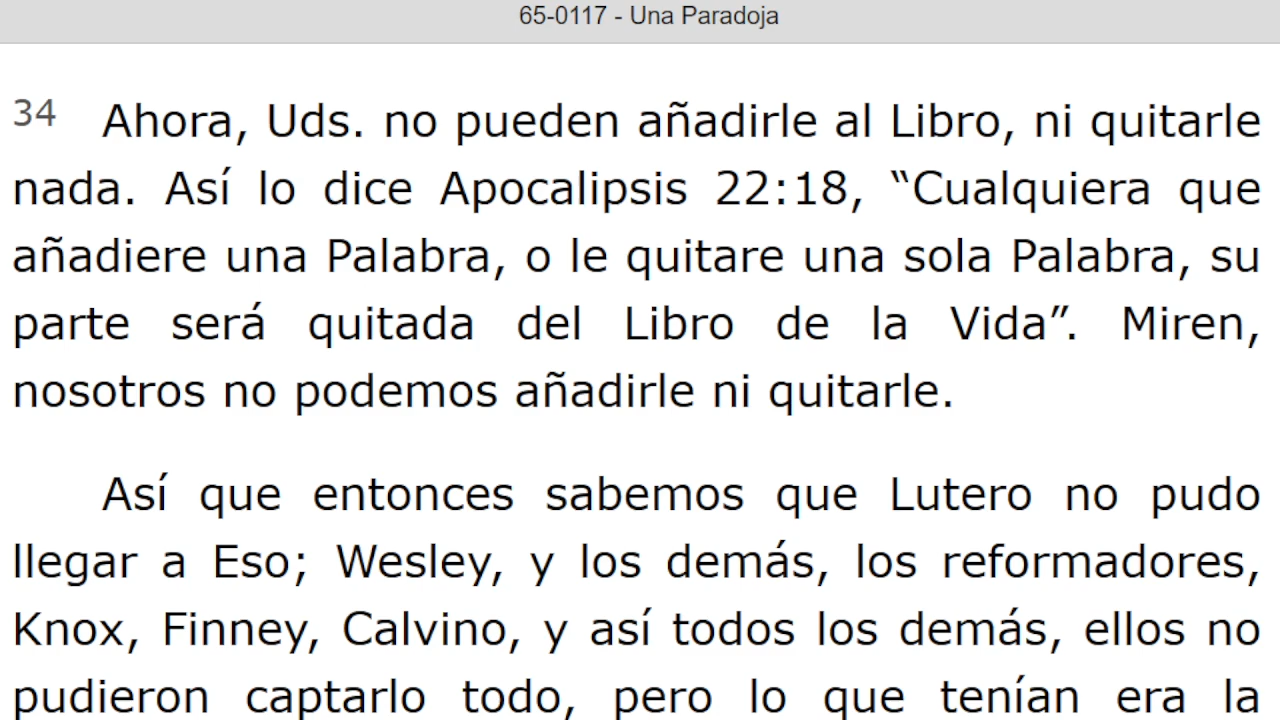 65-0117 - Una Paradoja
34 Ahora, Uds. no pueden añadirle al Libro, ni quitarle
nada. Así lo dice Apocalipsis 22:18, “Cualquiera que
añadiere una Palabra, o le quitare una sola Palabra, su
parte será quitada del Libro de la Vida”. Miren,
nosotros no podemos añadirle ni quitarle.
Así que entonces sabemos que Lutero no pudo
llegar a Eso; Wesley, y los demás, los reformadores,
Knox, Finney, Calvino, y así todos los demás, ellos no
pudieron captarlo todo, pero lo que tenían era la